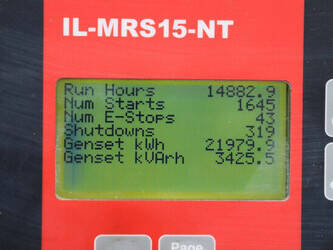 IL-MRS15-NT
Run Hours 14882.9
Num Starts 1645
Num E-Stops 43
Shutdowns 319
Genset kWh 21979.9
Genset kVArh 3425.5
Page